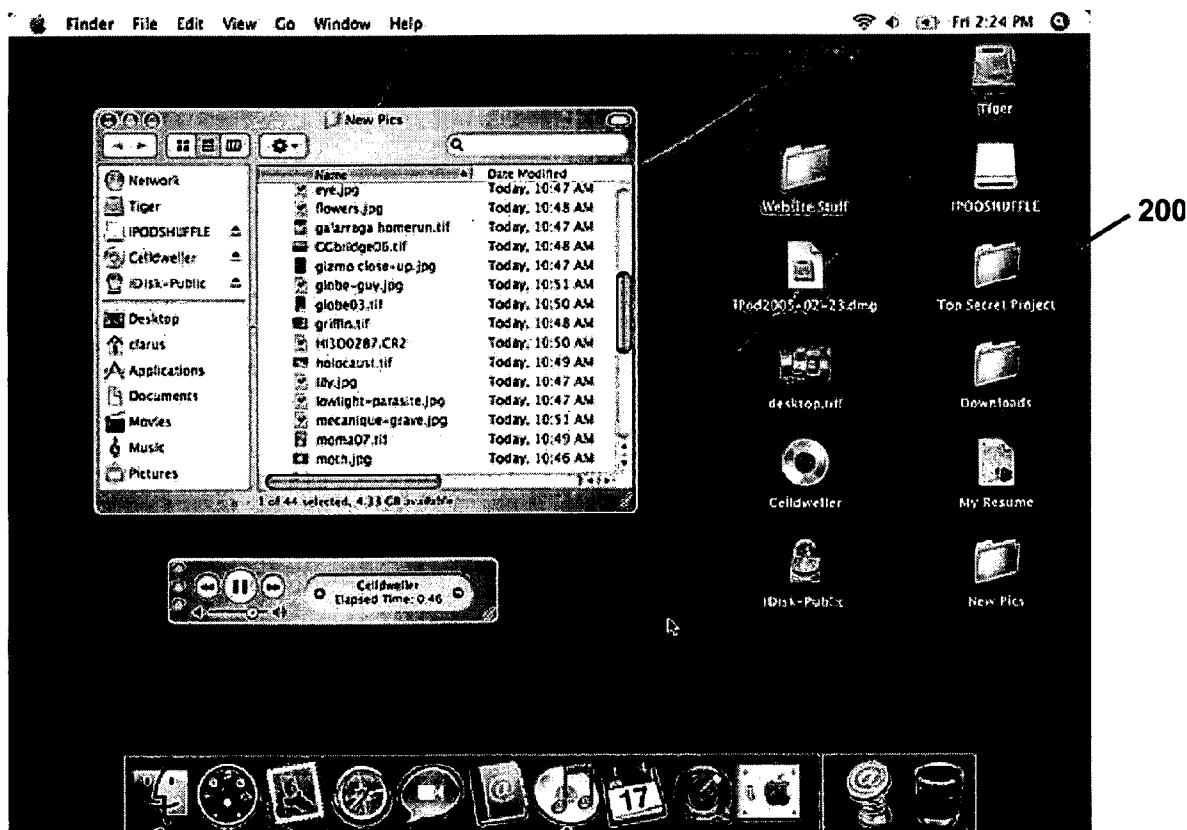 Finder File Edit View Go Window Help Fri 2:24 PM
New Pics
Name Date Modified
eye.jpg Today, 10:47 AM
flowers.jpg Today, 10:48 AM
galarraga homerun.tif Today, 10:47 AM
GGbridge06.tif Today, 10:48 AM
gizmo close-up.jpg Today, 10:47 AM
globe-guy.jpg Today, 10:51 AM
globe03.tif Today, 10:50 AM
griffin.tif Today, 10:48 AM
HI3O0287.CR2 Today, 10:50 AM
holocaust.tif Today, 10:49 AM
lily.jpg Today, 10:47 AM
lowlight-parasite.jpg Today, 10:47 AM
mecanique-grave.jpg Today, 10:51 AM
moma07.tif Today, 10:49 AM
moth.jpg Today, 10:46 AM
Network
Tiger
IPODSHUFFLE
Celldweller
iDisk-Public
Desktop
clarus
Applications
Documents
Movies
Music
Pictures
1 of 44 selected, 4.33 GB available
Celldweller
Elapsed Time: 0:46
Tiger
Website Stuff
IPODSHUFFLE
200
iPod2005-02-23.dmg
Top Secret Project
desktop.tiff
Downloads
Celldweller
My Resume
iDisk-Public
New Pics
17